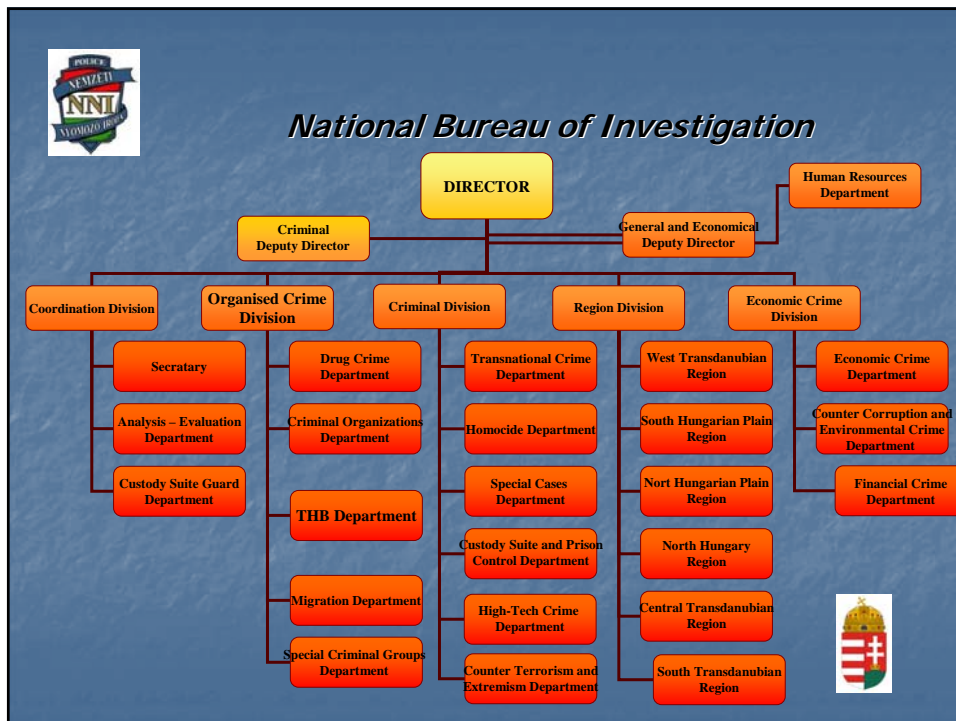 POLICE
NEMZETI
NNI
NYOMOZÓ IRODA
National Bureau of Investigation
DIRECTOR
Human Resources
Department
Criminal
Deputy Director
General and Economical
Deputy Director
Coordination Division
Organised Crime
Division
Criminal Division
Region Division
Economic Crime
Division
Secratary
Analysis – Evaluation
Department
Custody Suite Guard
Department
Drug Crime
Department
Criminal Organizations
Department
THB Department
Migration Department
Special Criminal Groups
Department
Transnational Crime
Department
Homocide Department
Special Cases
Department
Custody Suite and Prison
Control Department
High-Tech Crime
Department
Counter Terrorism and
Extremism Department
West Transdanubian
Region
South Hungarian Plain
Region
Nort Hungarian Plain
Region
North Hungary
Region
Central Transdanubian
Region
South Transdanubian
Region
Economic Crime
Department
Counter Corruption and
Environmental Crime
Department
Financial Crime
Department